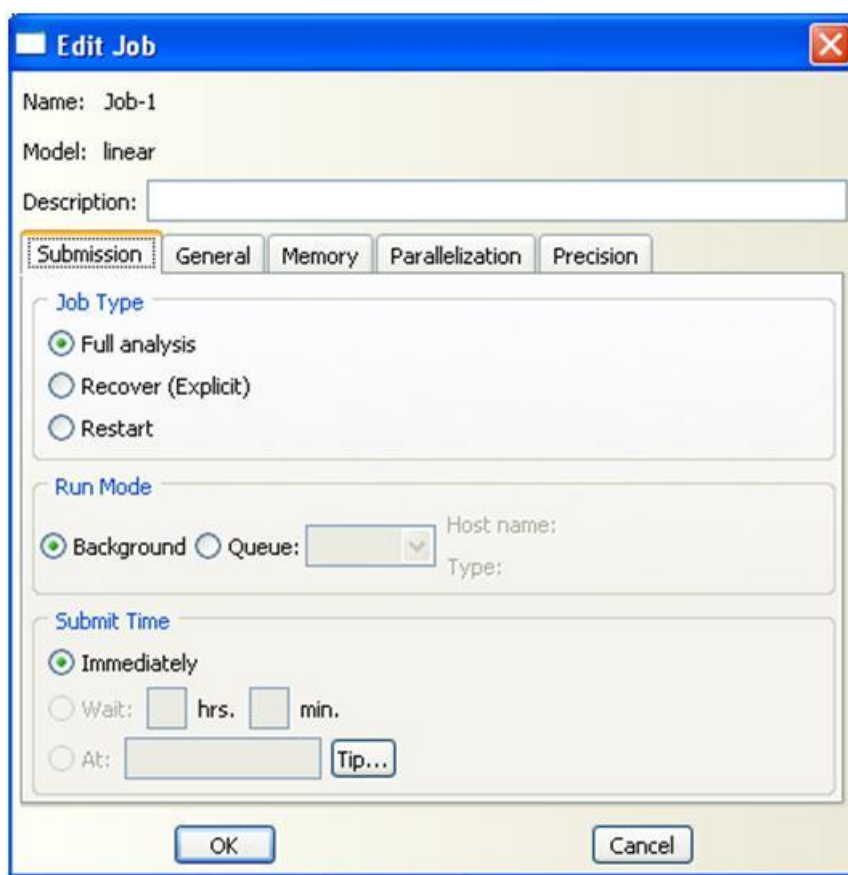 Edit Job
Name: Job-1
Model: linear
Description:
Submission General Memory Parallelization Precision
Job Type
Full analysis
Recover (Explicit)
Restart
Run Mode
Background Queue: Host name:
Type:
Submit Time
Immediately
Wait: hrs. min.
At: Tip...
OK Cancel